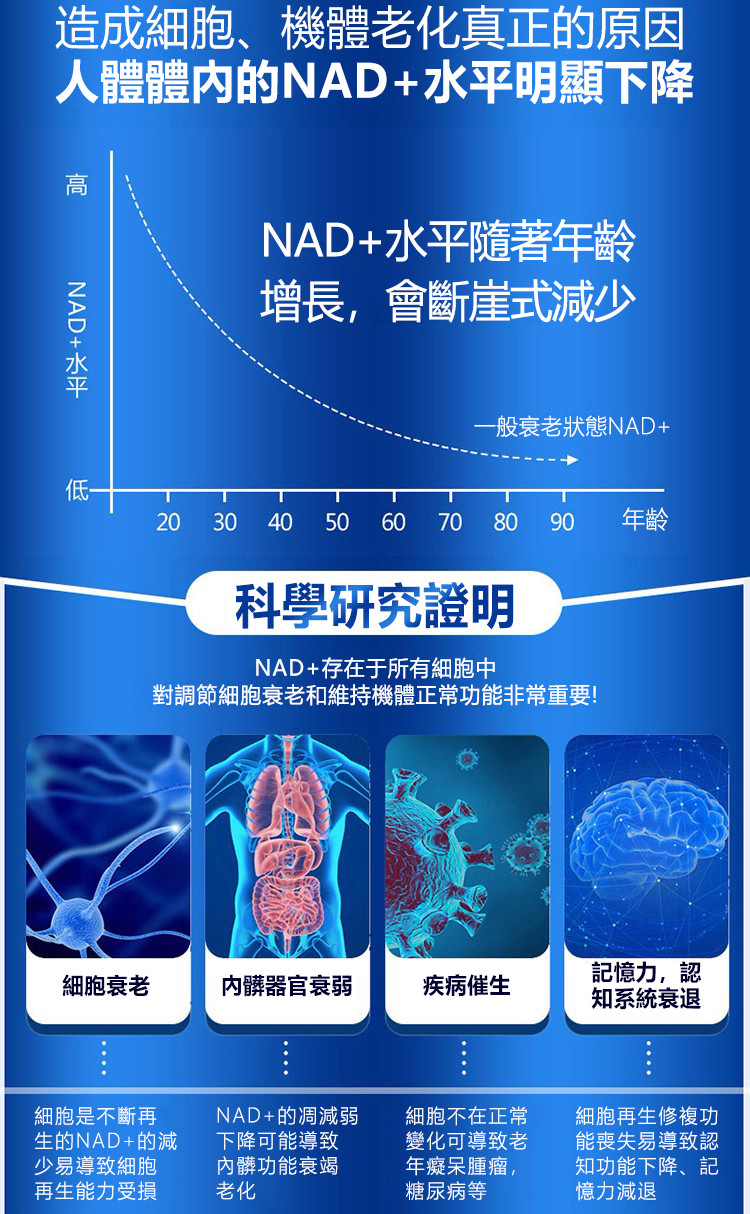 造成細胞、機體老化真正的原因
人體體內的NAD+水平明顯下降
高
NAD+水平隨著年齡
增長，會斷崖式減少
NAD+水平
一般衰老狀態NAD+
低
20 30 40 50 60 70 80 90 年齡
科學研究證明
NAD+存在于所有細胞中
對調節細胞衰老和維持機體正常功能非常重要!
細胞衰老
內髒器官衰弱
疾病催生
記憶力，認
知系統衰退
細胞是不斷再
生的NAD+的減
少易導致細胞
再生能力受損
NAD+的凋減弱
下降可能導致
內髒功能衰竭
老化
細胞不在正常
變化可導致老
年癡呆腫瘤，
糖尿病等
細胞再生修複功
能喪失易導致認
知功能下降、記
憶力減退